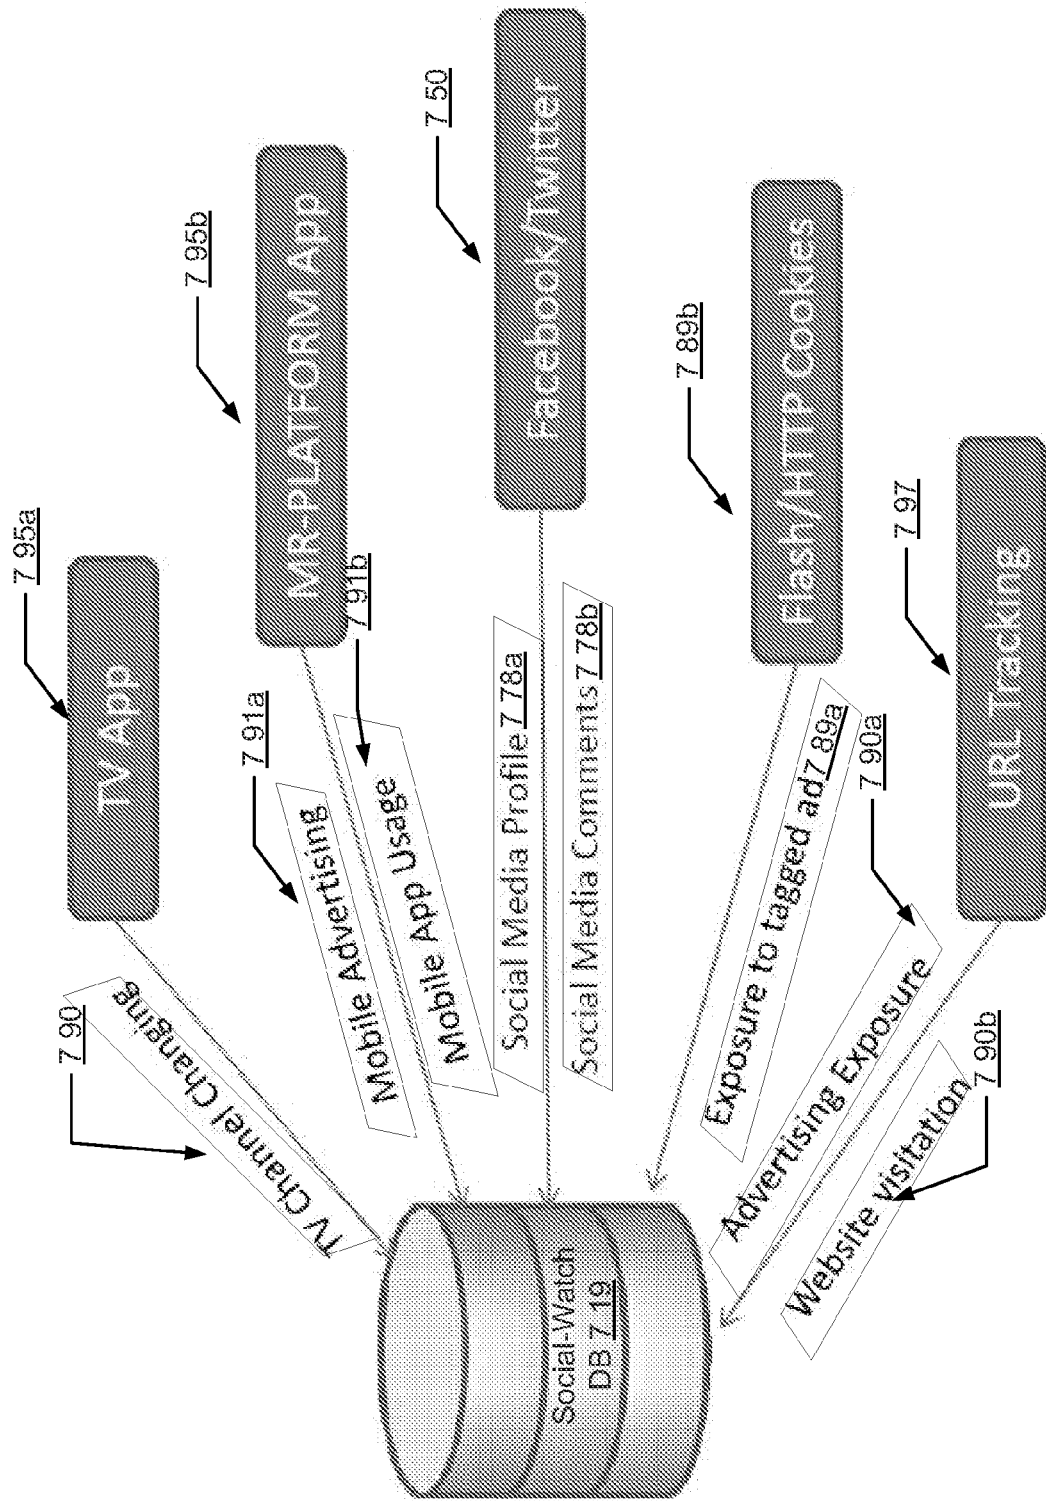 7 95a
TV App
7 90
TV Channel Changing
7 95b
MR-PLATFORM App
7 91a
Mobile Advertising
7 91b
Mobile App Usage
7 50
Facebook/Twitter
Social Media Profile 7 78a
Social Media Comments 7 78b
7 89b
Flash/HTTP Cookies
Exposure to tagged ad 7 89a
7 97
URL Tracking
7 90a
Advertising Exposure
7 90b
Website visitation
Social-Watch
DB 7 19